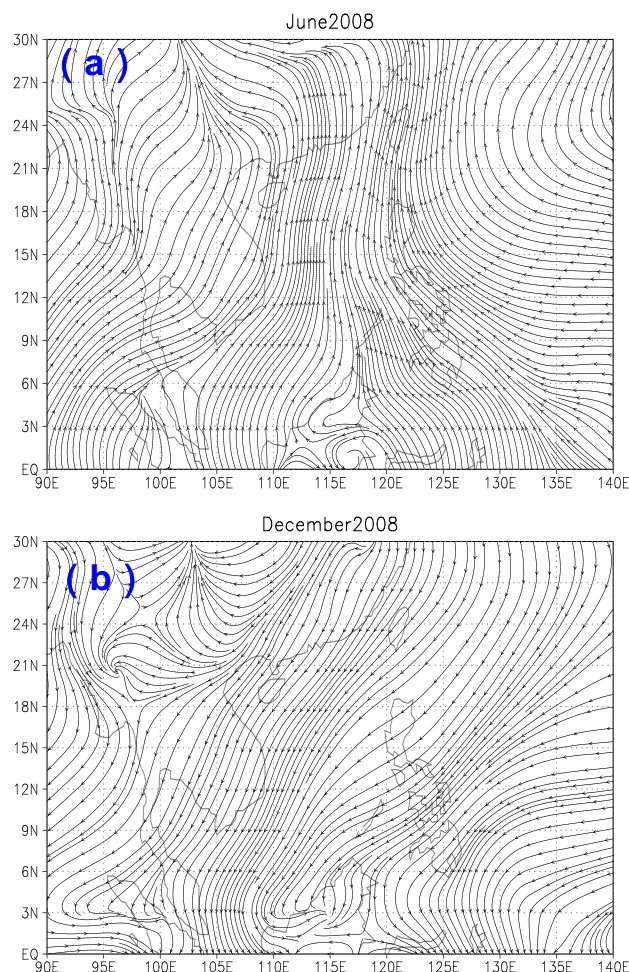 June2008
( a )
30N
27N
24N
21N
18N
15N
12N
9N
6N
3N
EQ
90E 95E 100E 105E 110E 115E 120E 125E 130E 135E 140E
December2008
( b )
30N
27N
24N
21N
18N
15N
12N
9N
6N
3N
EQ
90E 95E 100E 105E 110E 115E 120E 125E 130E 135E 140E